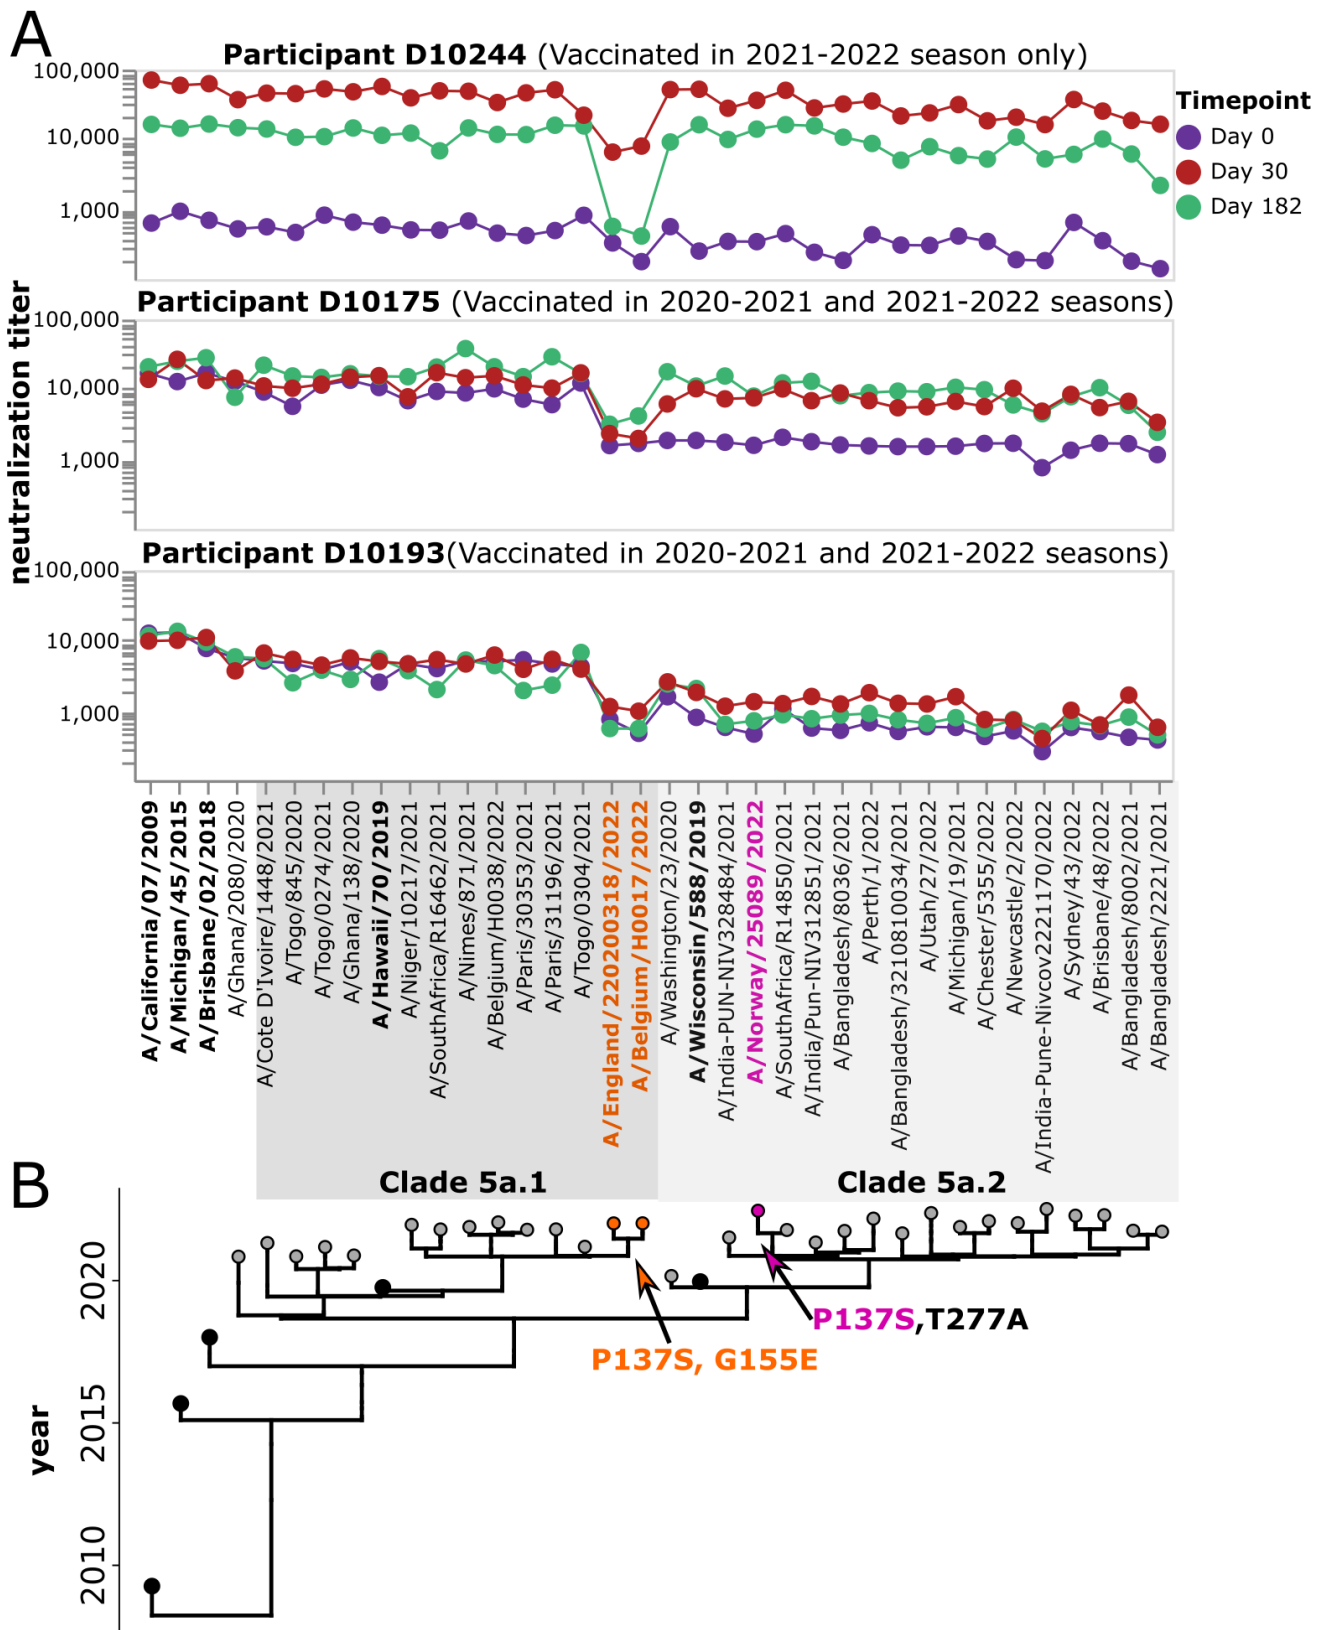 A
Participant D10244 (Vaccinated in 2021-2022 season only)
100,000
10,000
1,000
Timepoint
Day 0
Day 30
Day 182
neutralization titer
Participant D10175 (Vaccinated in 2020-2021 and 2021-2022 seasons)
100,000
10,000
1,000
Participant D10193(Vaccinated in 2020-2021 and 2021-2022 seasons)
100,000
10,000
1,000
A/California/07/2009
A/Michigan/45/2015
A/Brisbane/02/2018
A/Ghana/2080/2020
A/Cote D'Ivoire/1448/2021
A/Togo/845/2020
A/Togo/0274/2021
A/Ghana/138/2020
A/Hawaii/70/2019
A/Niger/10217/2021
A/SouthAfrica/R16462/2021
A/Nimes/871/2021
A/Belgium/H0038/2022
A/Paris/30353/2021
A/Paris/31196/2021
A/Togo/0304/2021
A/England/220200318/2022
A/Belgium/H0017/2022
A/Washington/23/2020
A/Wisconsin/588/2019
A/India-PUN-NIV328484/2021
A/Norway/25089/2022
A/SouthAfrica/R14850/2021
A/India/Pun-NIV312851/2021
A/Bangladesh/8036/2021
A/Perth/1/2022
A/Bangladesh/3210810034/2021
A/Utah/27/2022
A/Michigan/19/2021
A/Chester/5355/2022
A/Newcastle/2/2022
A/India-Pune-Nivcov2221170/2022
A/Sydney/43/2022
A/Brisbane/48/2022
A/Bangladesh/8002/2021
A/Bangladesh/2221/2021
Clade 5a.1
Clade 5a.2
B
year
2020
2015
2010
P137S, G155E
P137S,T277A